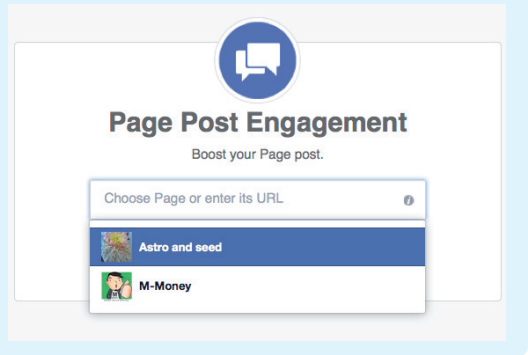 Page Post Engagement
Boost your Page post.
Choose Page or enter its URL
Astro and seed
M-Money